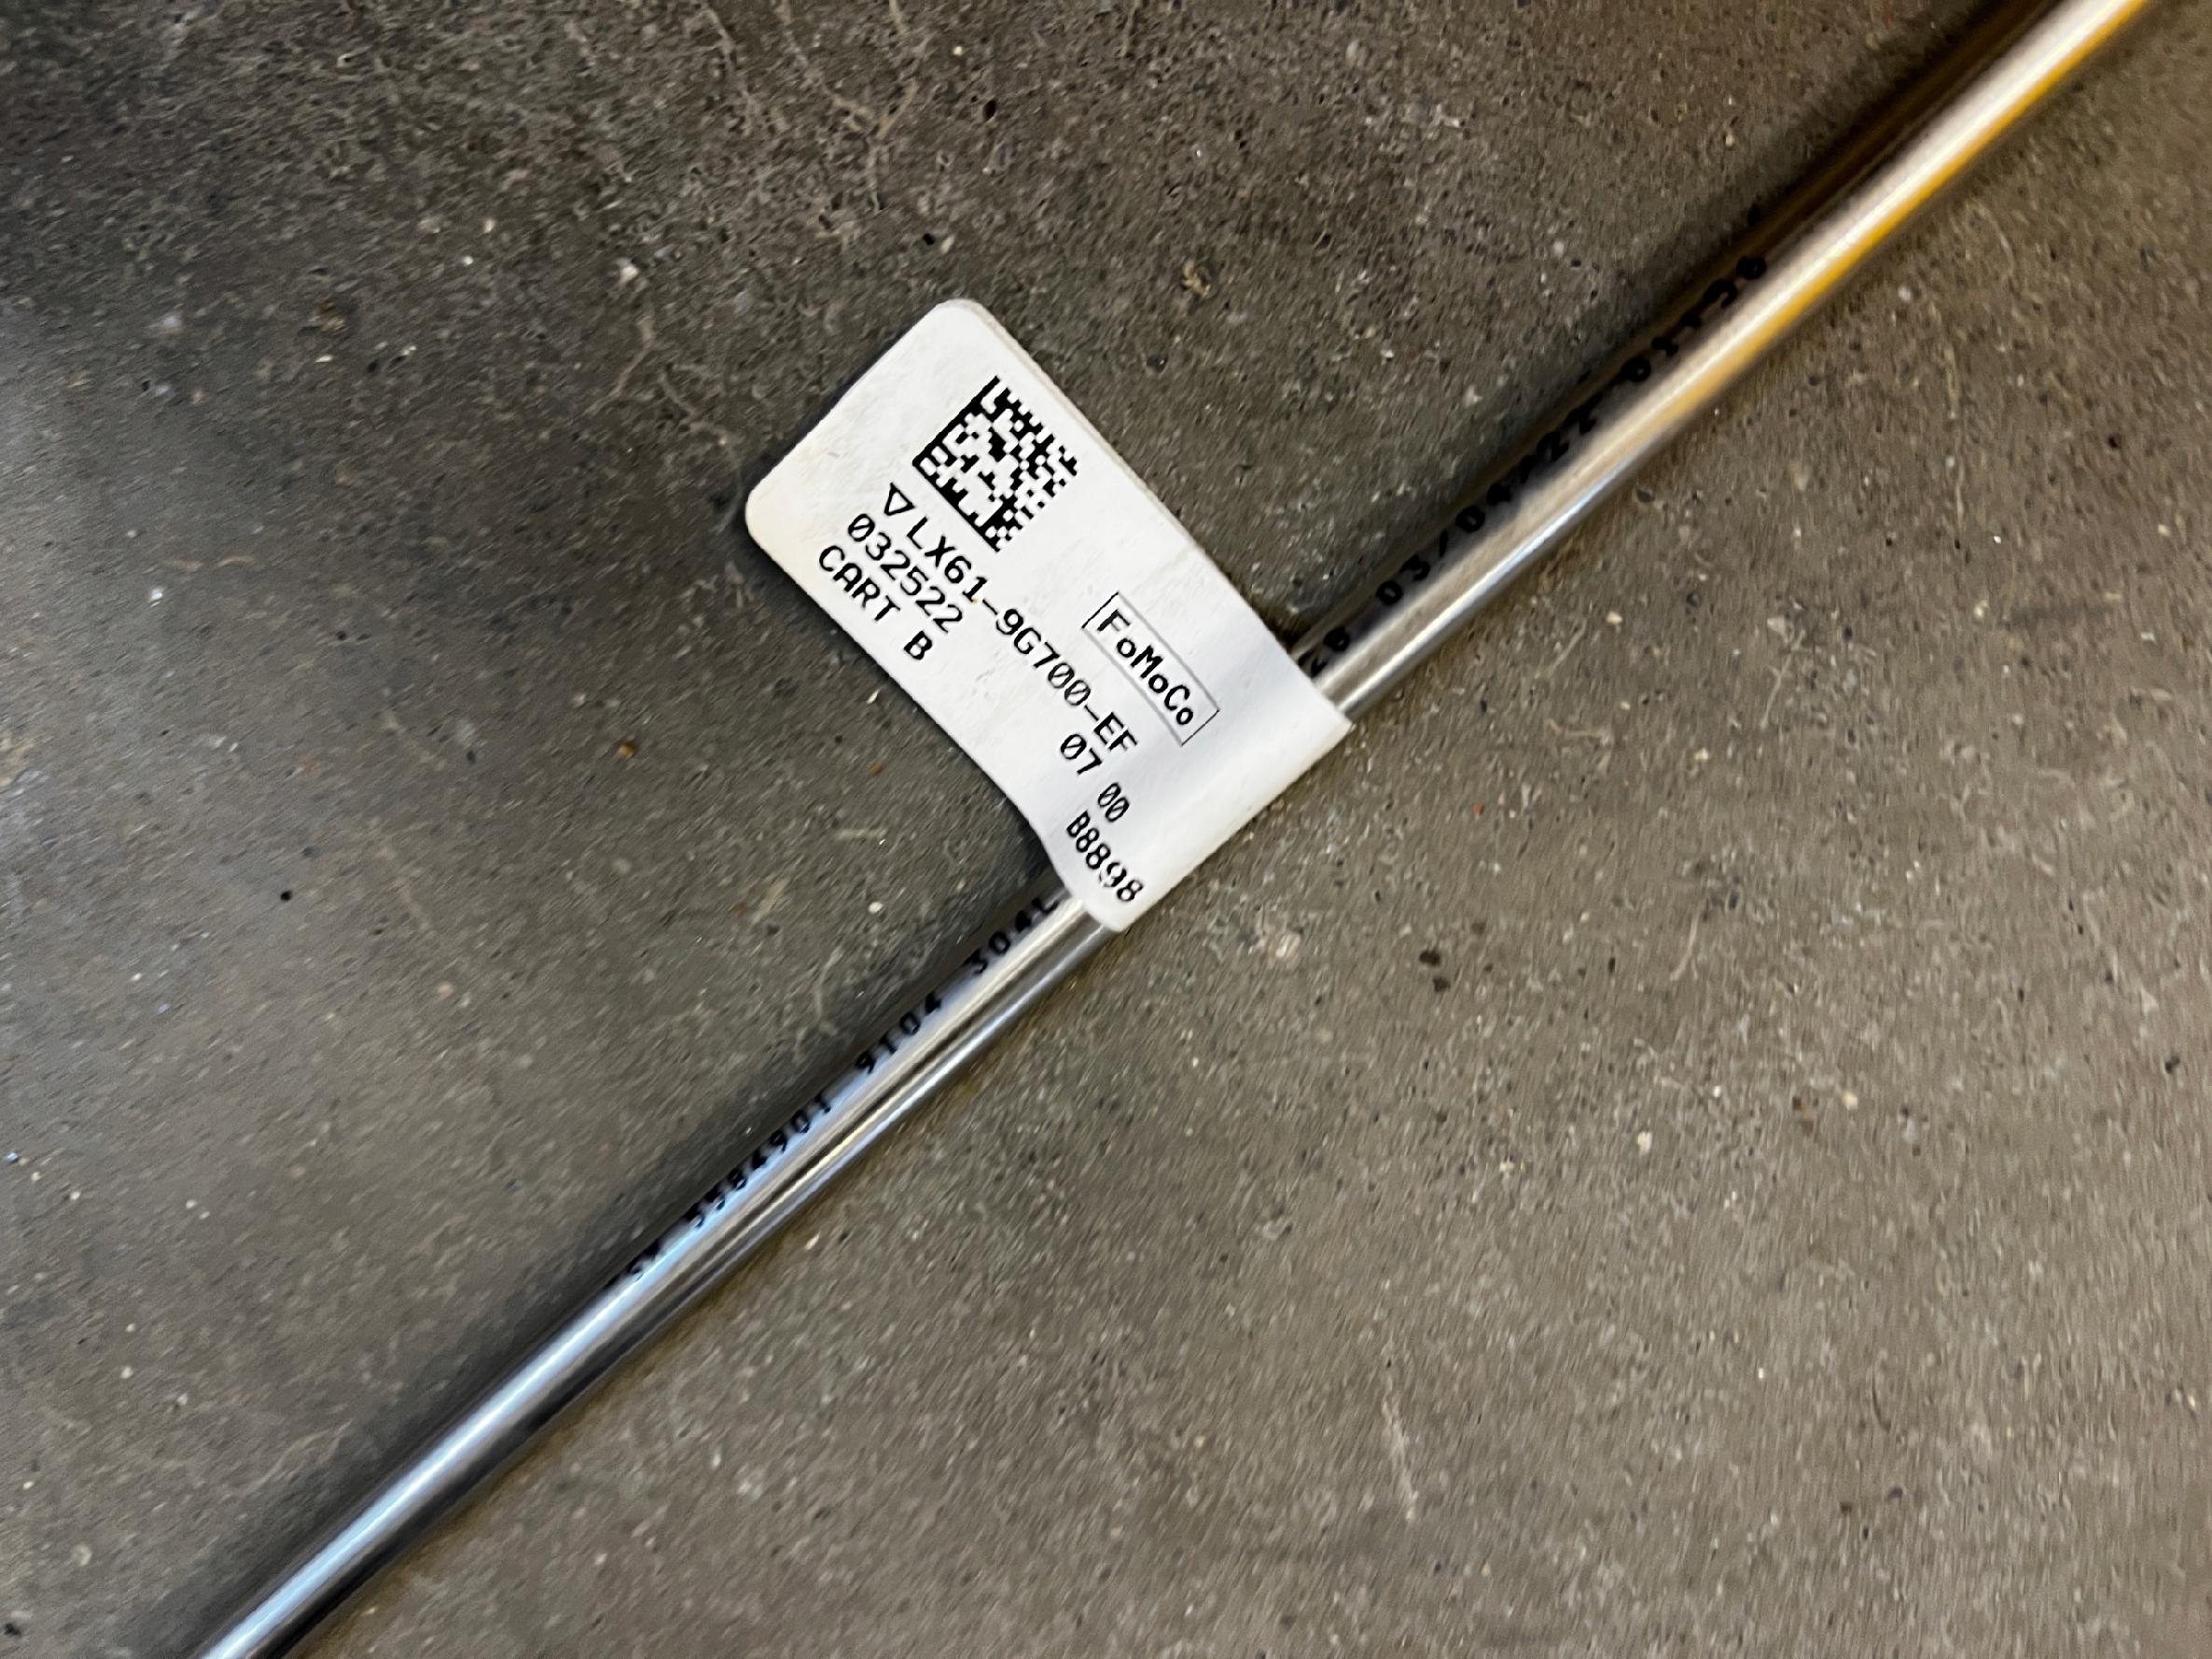 FoMoCo
▽LX61-9G700-EF
032522 07
CART B 00
B8898